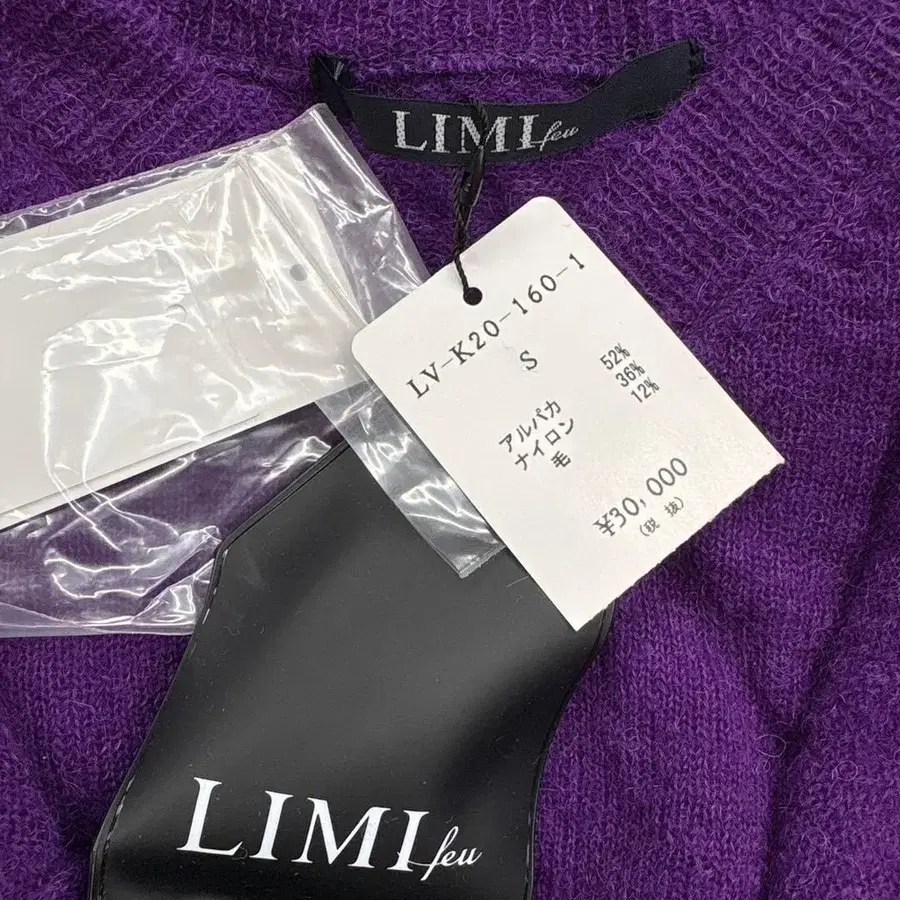 LIMI feu
LV-K20-160-1
S
アルパカ 52%
ナイロン 36%
毛 12%
¥30,000
(税 抜)
LIMI feu